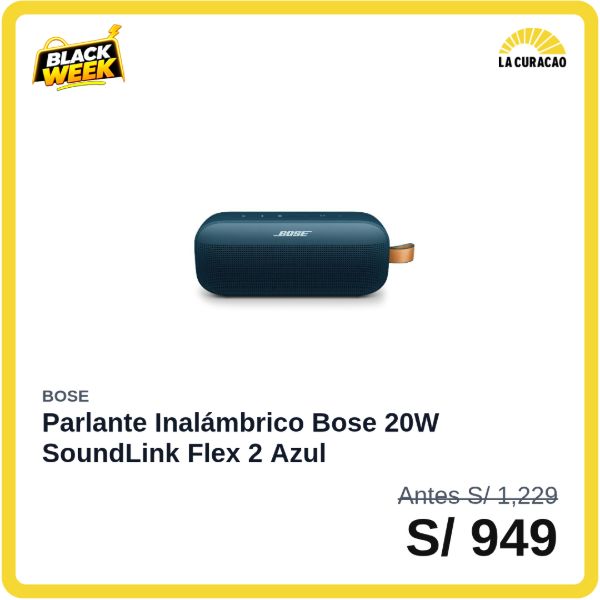 BLACK
WEEK
LA CURACAO
BOSE
BOSE
Parlante Inalámbrico Bose 20W
SoundLink Flex 2 Azul
Antes S/ 1,229
S/ 949